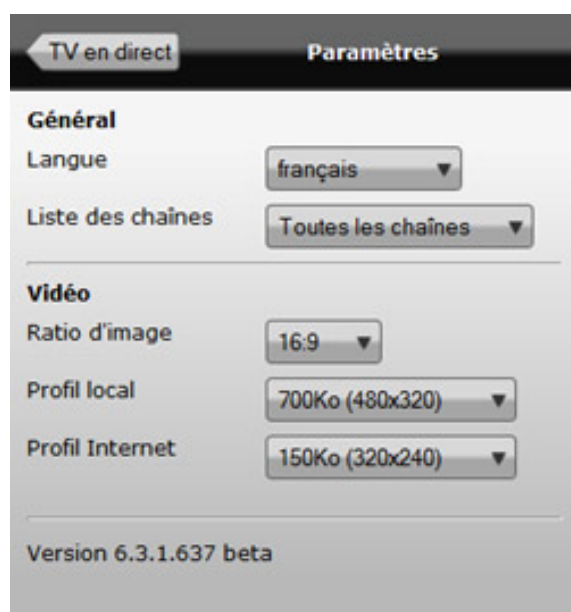 TV en direct Paramètres
Général
Langue français
Liste des chaînes Toutes les chaînes
Vidéo
Ratio d'image 16:9
Profil local 700Ko (480x320)
Profil Internet 150Ko (320x240)
Version 6.3.1.637 beta